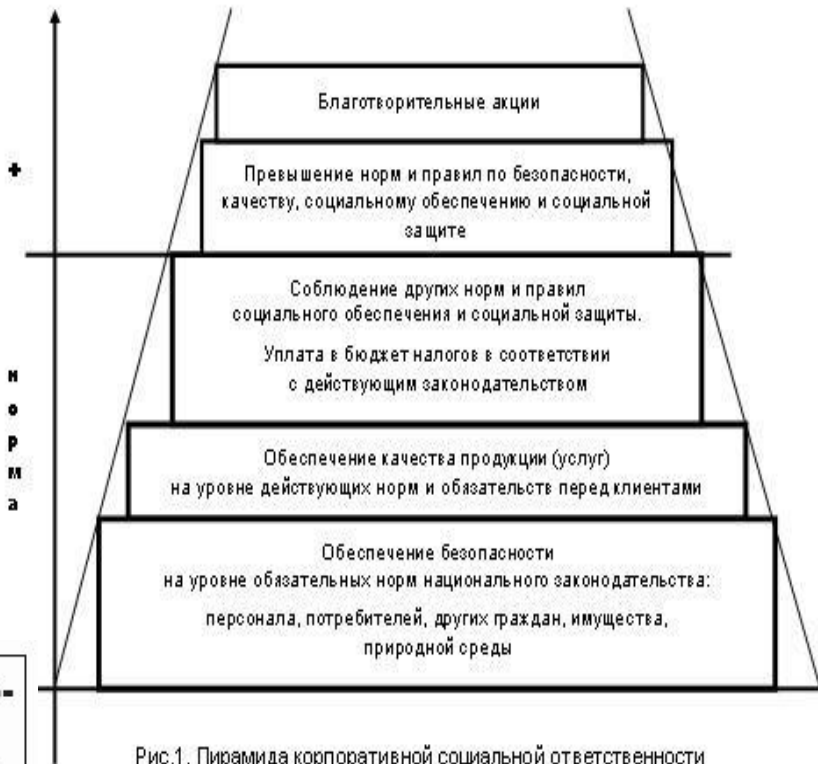 Благотворительные акции
+
Превышение норм и правил по безопасности,
качеству, социальному обеспечению и социальной
защите
Соблюдение других норм и правил
социального обеспечения и социальной защиты.
Уплата в бюджет налогов в соответствии
с действующим законодательством
н
о
р
м
а
Обеспечение качества продукции (услуг)
на уровне действующих норм и обязательств перед клиентами
Обеспечение безопасности
на уровне обязательных норм национального законодательства:
персонала, потребителей, других граждан, имущества,
природной среды
-
Рис.1. Пирамида корпоративной социальной ответственности